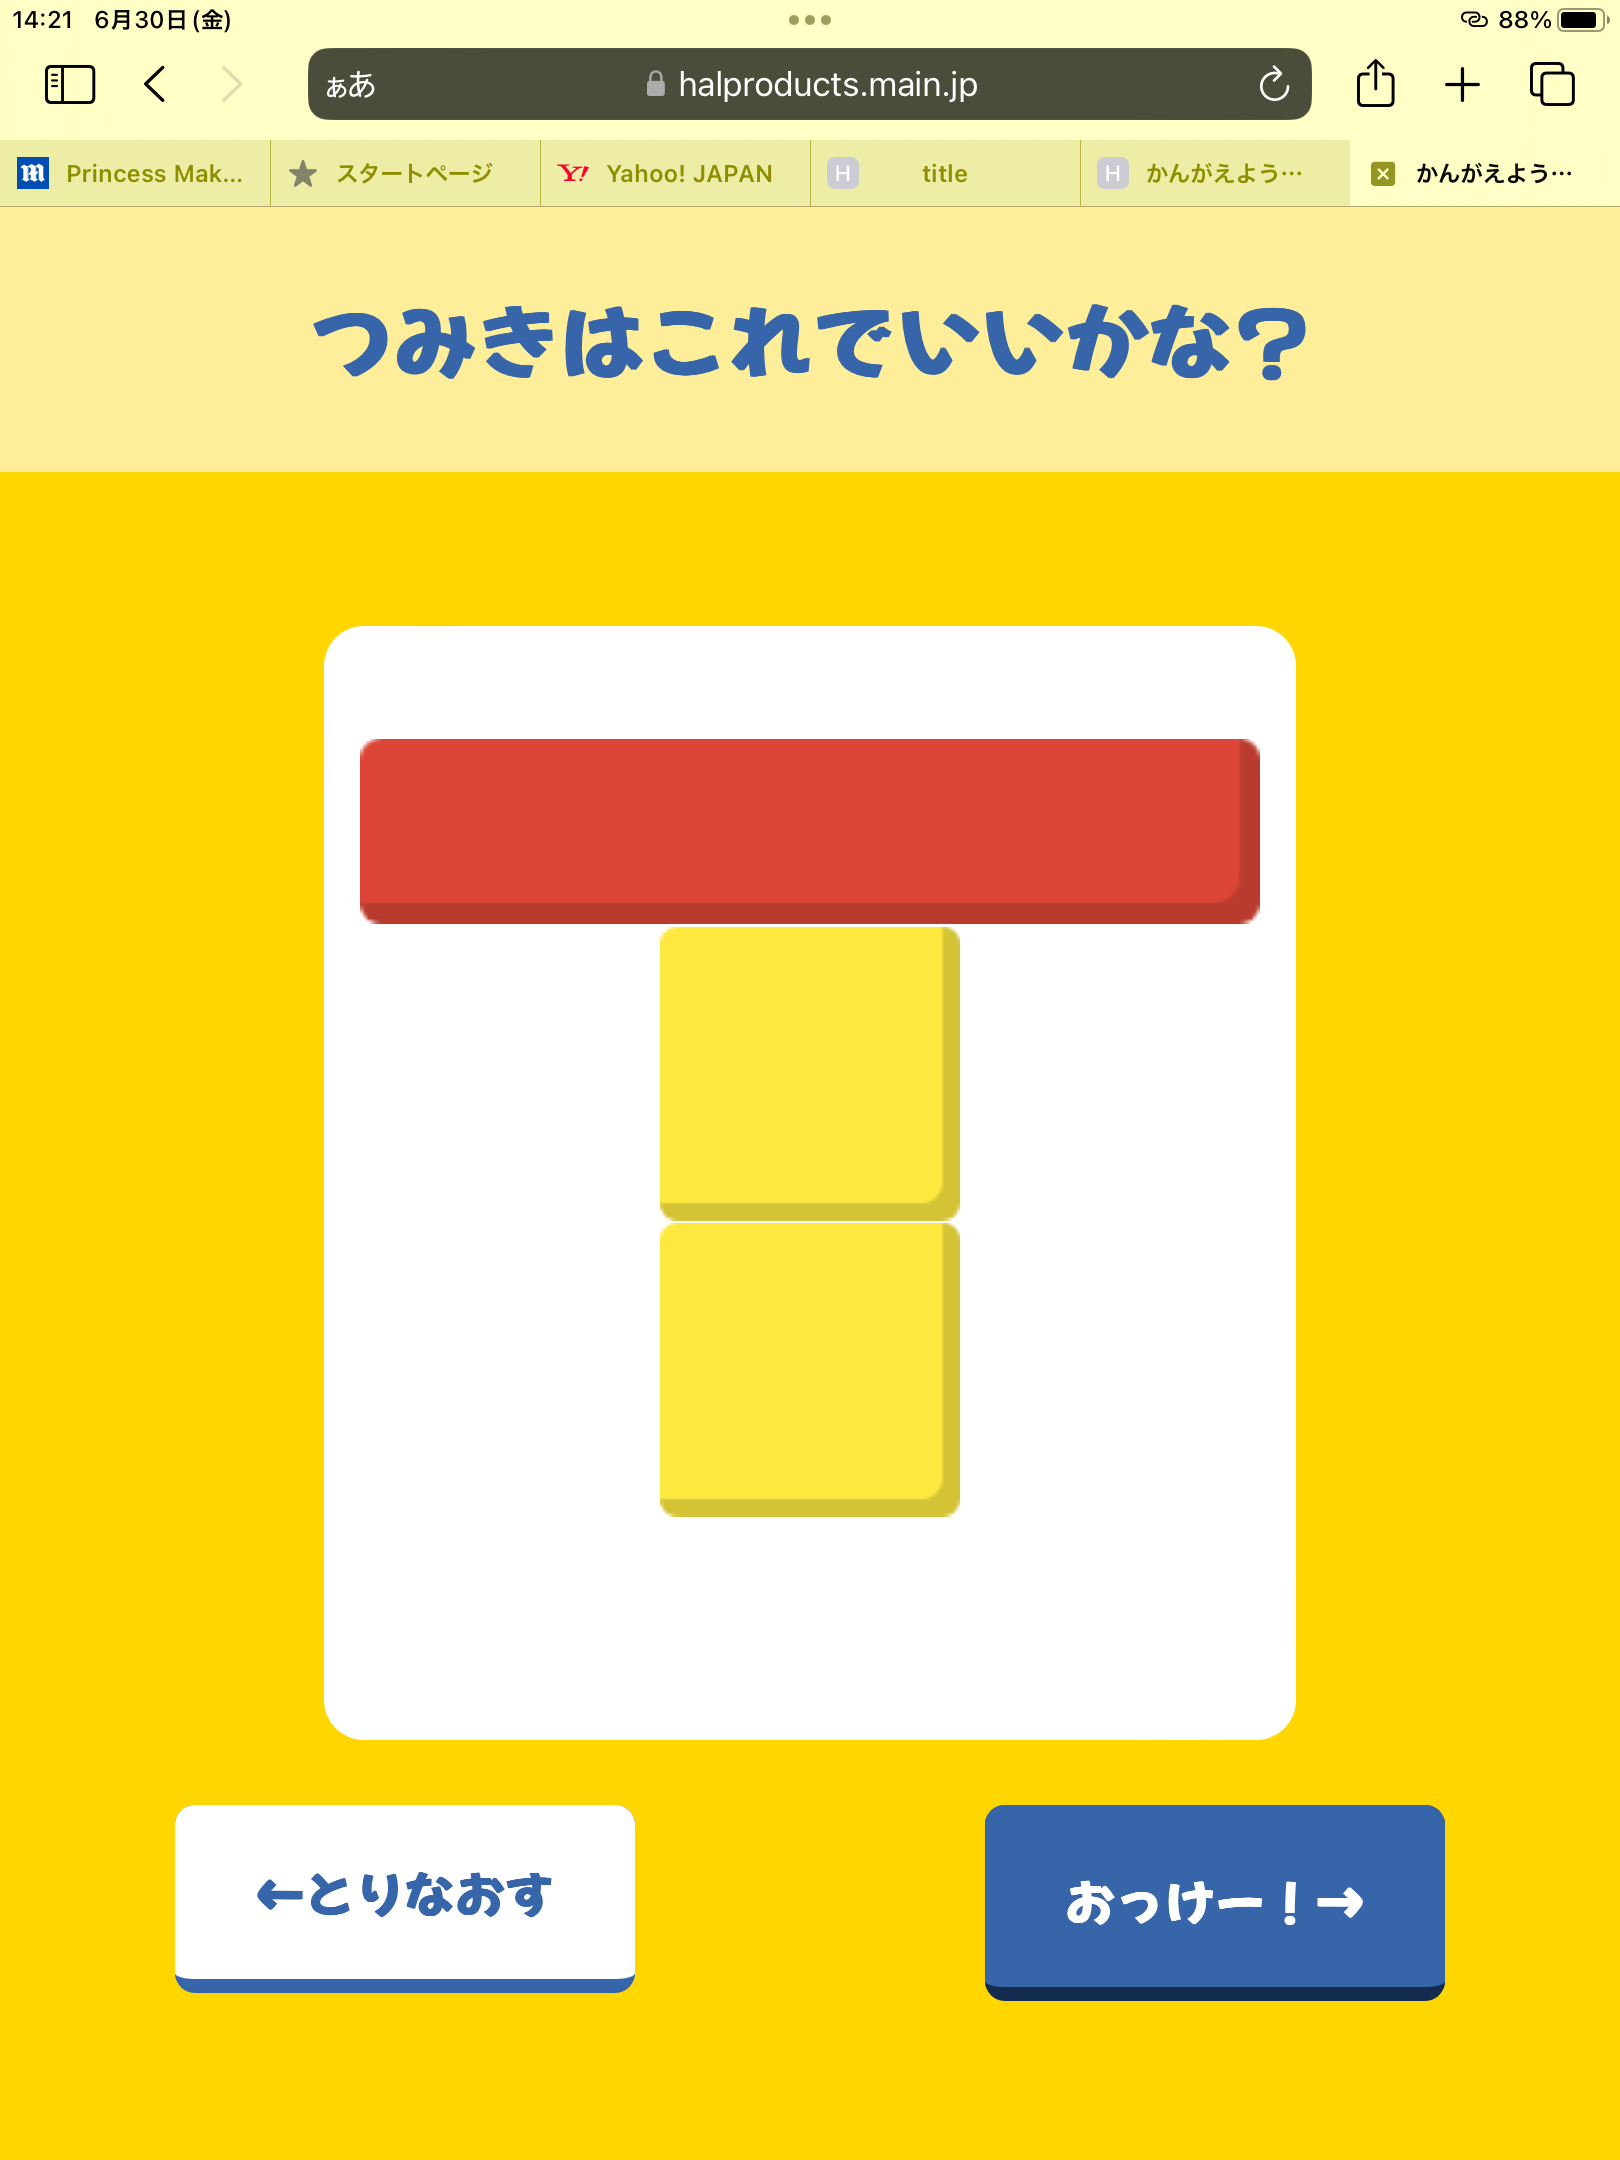 14:21 6月30日(金)
88%
ぁあ halproducts.main.jp
Princess Mak...
スタートページ
Yahoo! JAPAN
H title
H かんがえよう…
かんがえよう…
つみきはこれでいいかな?
←とりなおす
おっけー!→